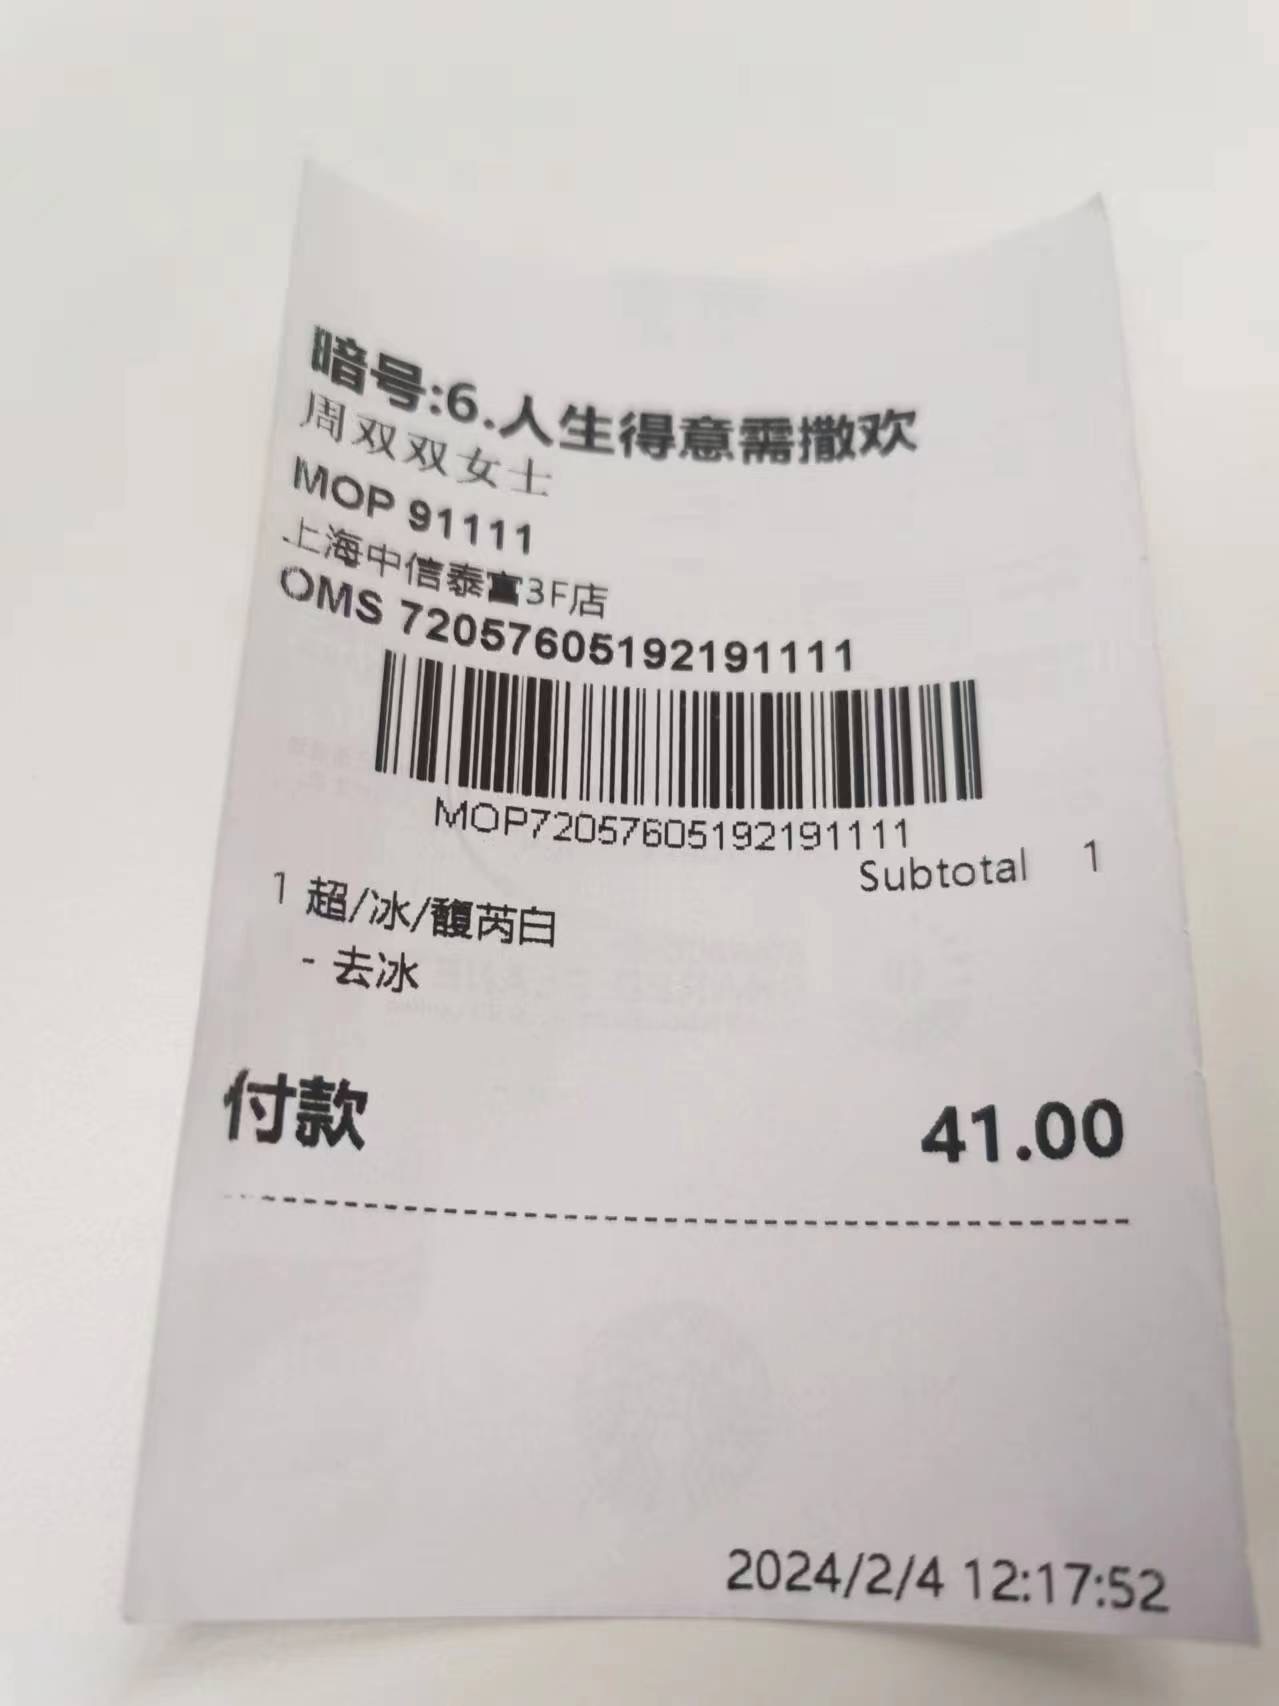 暗号:6.人生得意需撒欢
周双双女士
MOP 91111
上海中信泰富3F店
OMS 72057605192191111
MOP72057605192191111
Subtotal 1
1 超/冰/馥芮白
- 去冰
付款 41.00
2024/2/4 12:17:52